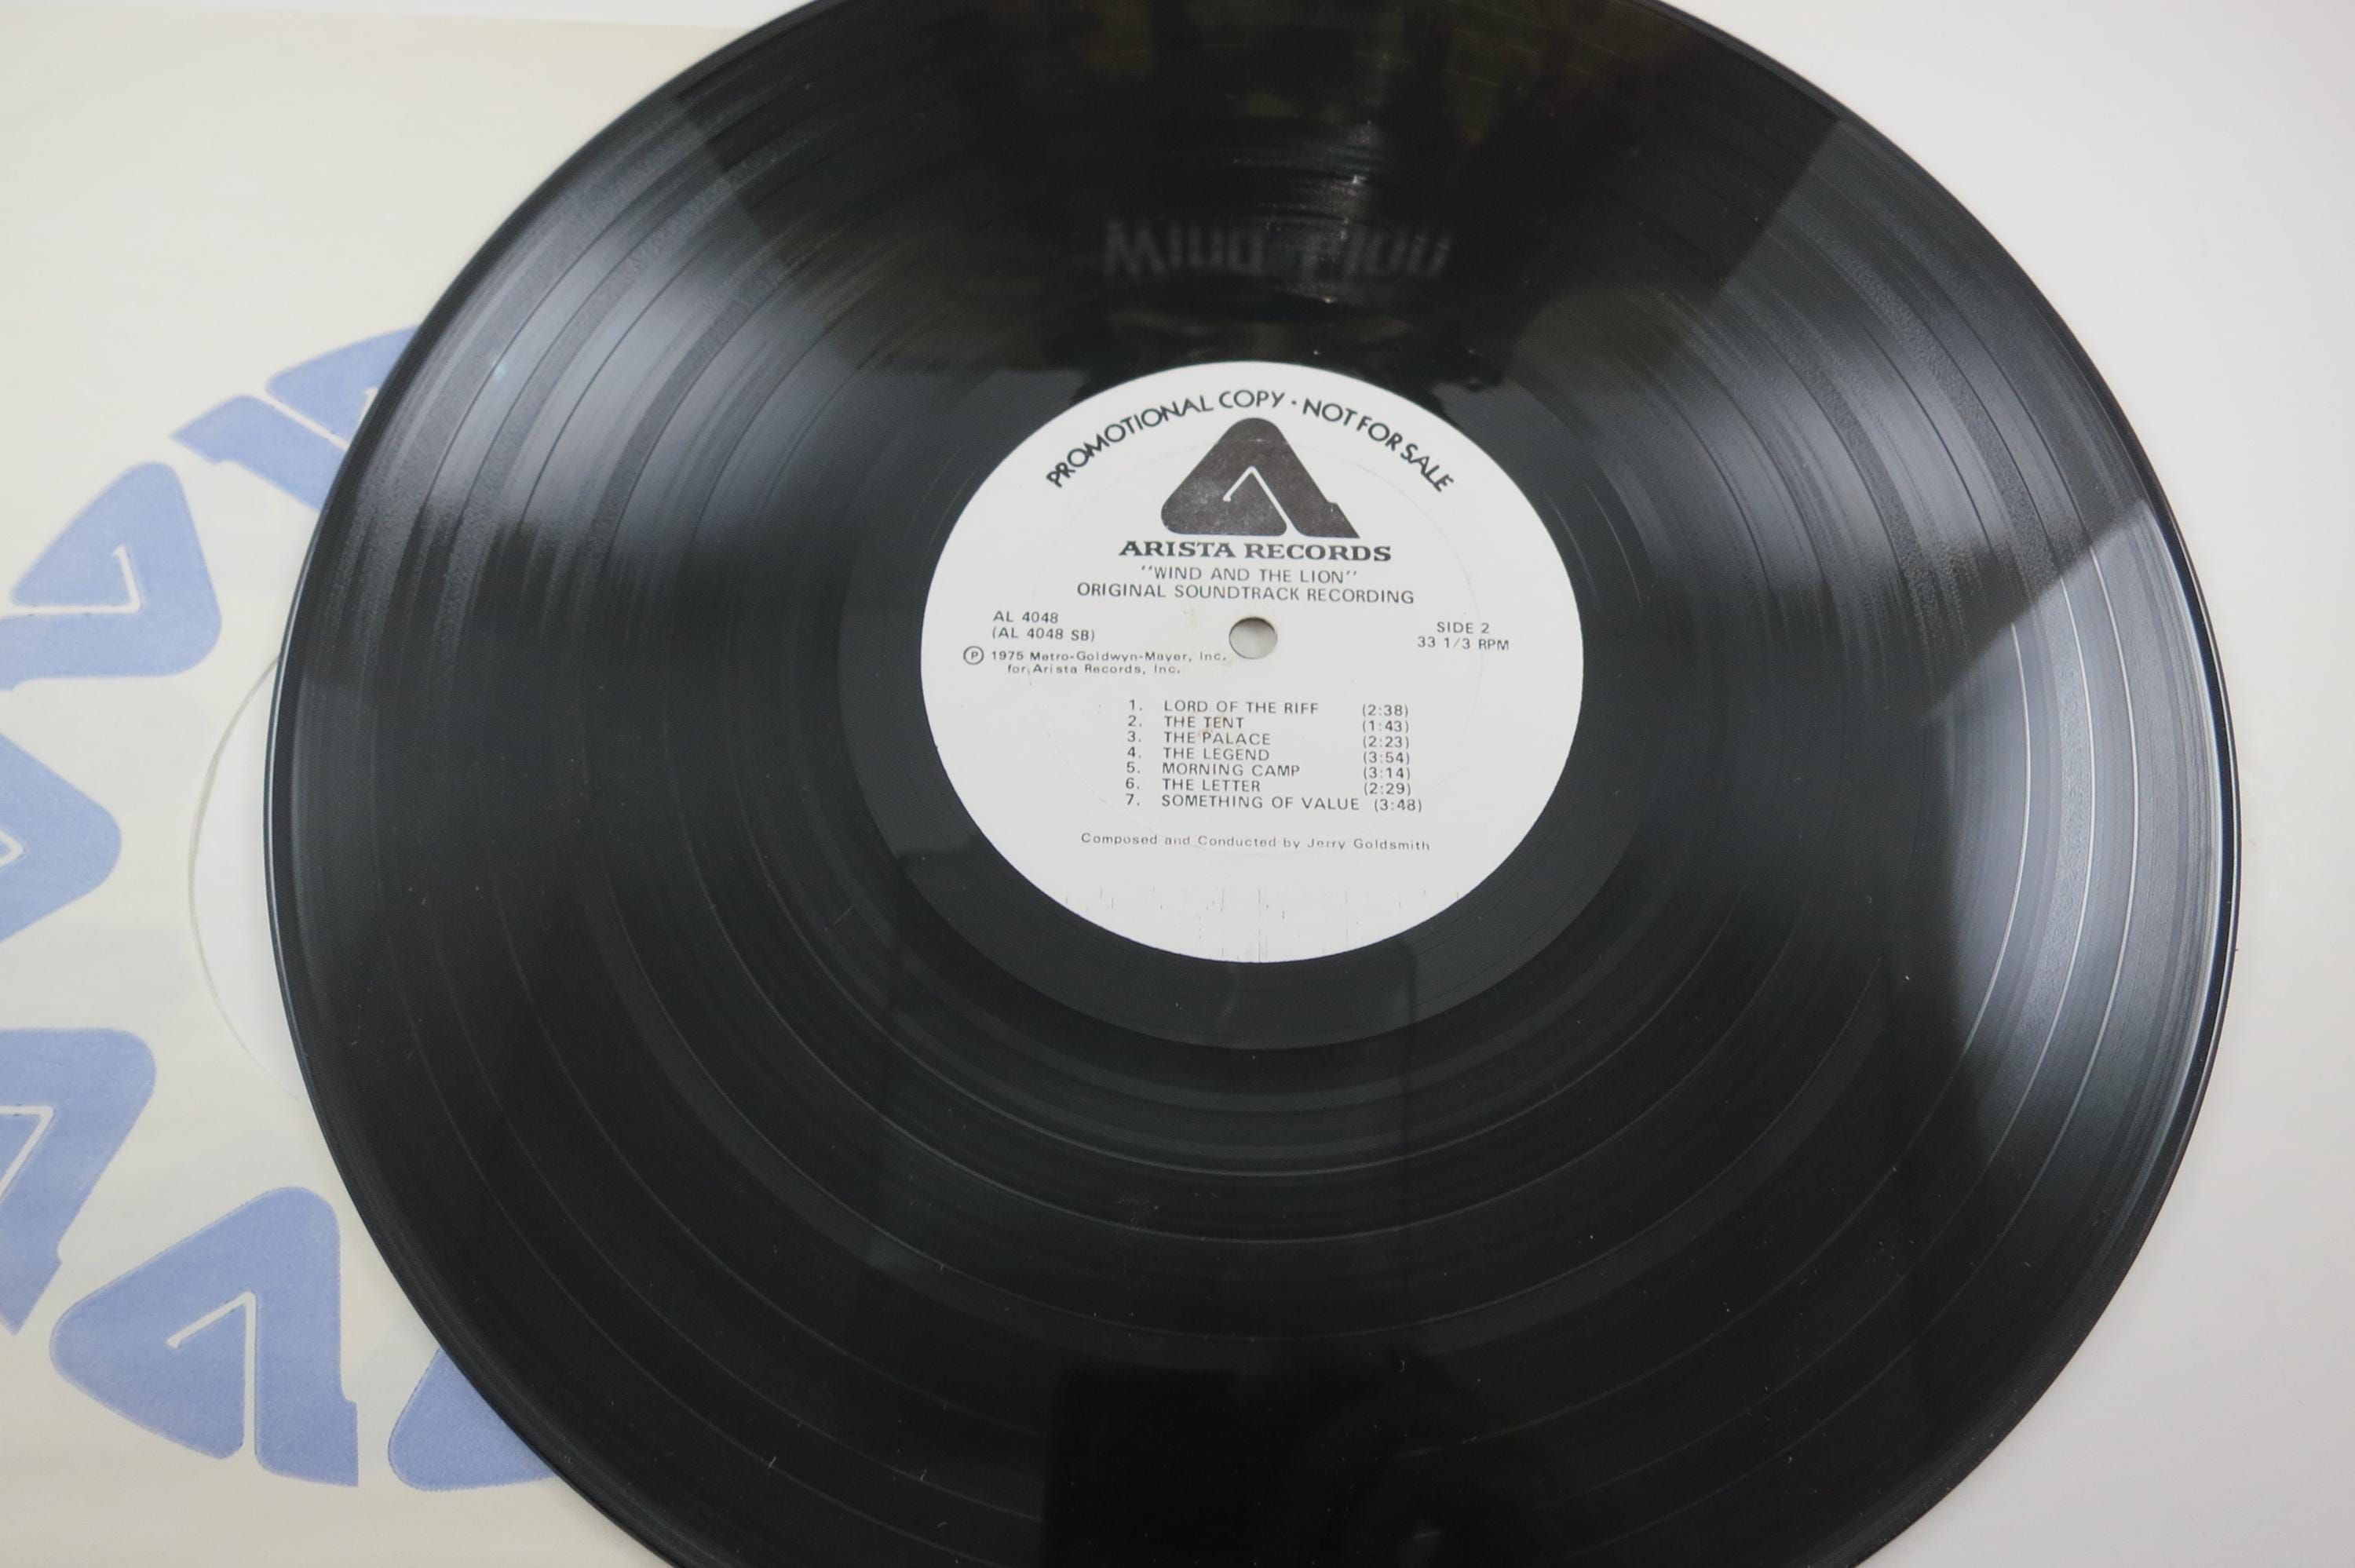 PROMOTIONAL COPY · NOT FOR SALE
ARISTA RECORDS
"WIND AND THE LION"
ORIGINAL SOUNDTRACK RECORDING
AL 4048
(AL 4048 SB)
Ⓟ 1975 Metro-Goldwyn-Mayer, Inc.
for Arista Records, Inc.
SIDE 2
33 1/3 RPM
1. LORD OF THE RIFF (2:38)
2. THE TENT (1:43)
3. THE PALACE (2:23)
4. THE LEGEND (3:54)
5. MORNING CAMP (3:14)
6. THE LETTER (2:29)
7. SOMETHING OF VALUE (3:48)
Composed and Conducted by Jerry Goldsmith